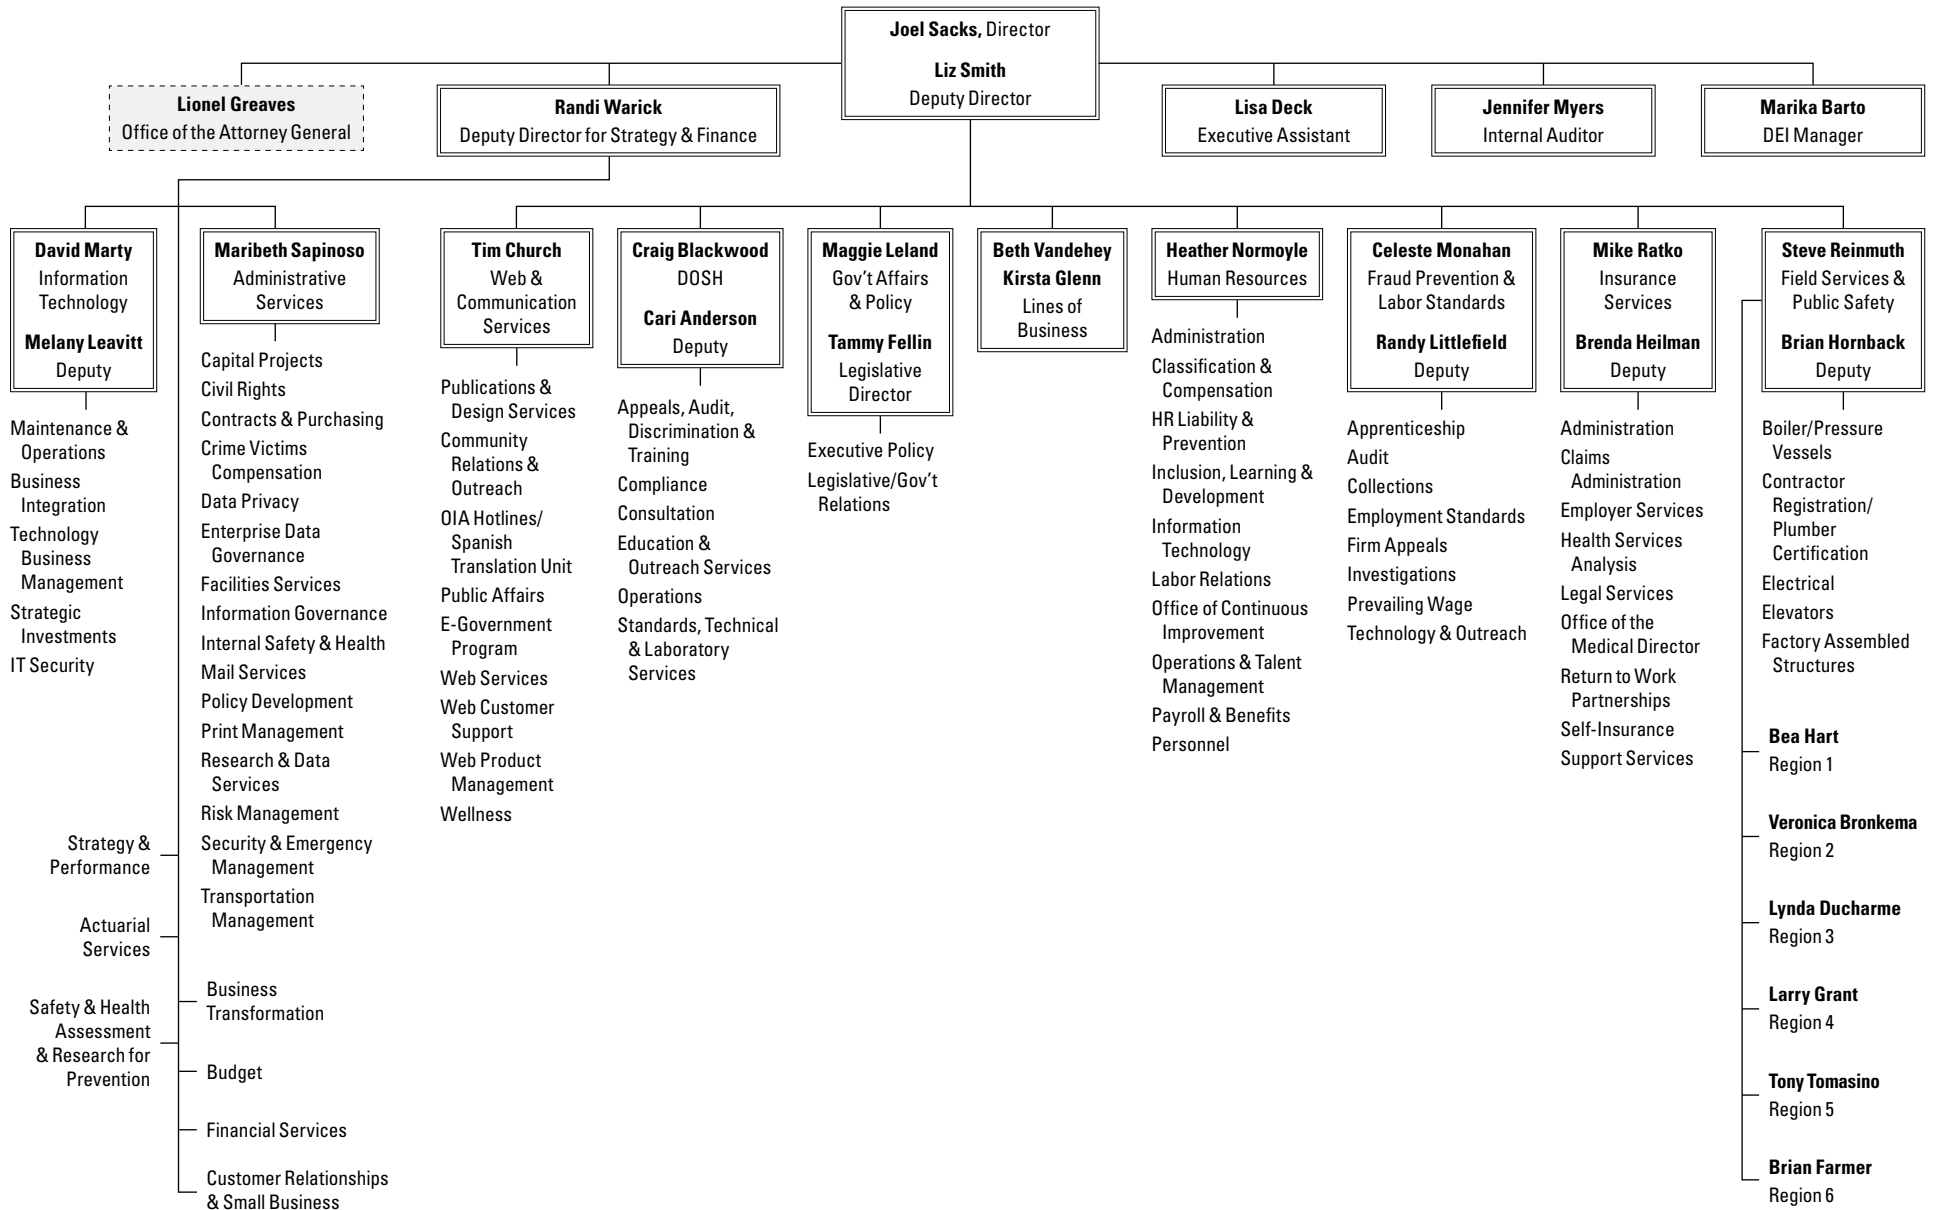 Joel Sacks, Director
Liz Smith
Deputy Director
Lionel Greaves
Office of the Attorney General
Randi Warick
Deputy Director for Strategy & Finance
Lisa Deck
Executive Assistant
Jennifer Myers
Internal Auditor
Marika Barto
DEI Manager
David Marty
Information
Technology
Melany Leavitt
Deputy
Maintenance &
Operations
Business
Integration
Technology
Business
Management
Strategic
Investments
IT Security
Maribeth Sapinoso
Administrative
Services
Capital Projects
Civil Rights
Contracts & Purchasing
Crime Victims
Compensation
Data Privacy
Enterprise Data
Governance
Facilities Services
Information Governance
Internal Safety & Health
Mail Services
Policy Development
Print Management
Research & Data
Services
Risk Management
Security & Emergency
Management
Transportation
Management
Strategy &
Performance
Actuarial
Services
Safety & Health
Assessment
& Research for
Prevention
Business
Transformation
Budget
Financial Services
Customer Relationships
& Small Business
Tim Church
Web &
Communication
Services
Publications &
Design Services
Community
Relations &
Outreach
OIA Hotlines/
Spanish
Translation Unit
Public Affairs
E-Government
Program
Web Services
Web Customer
Support
Web Product
Management
Wellness
Craig Blackwood
DOSH
Cari Anderson
Deputy
Appeals, Audit,
Discrimination &
Training
Compliance
Consultation
Education &
Outreach Services
Operations
Standards, Technical
& Laboratory
Services
Maggie Leland
Gov't Affairs
& Policy
Tammy Fellin
Legislative
Director
Executive Policy
Legislative/Gov't
Relations
Beth Vandehey
Kirsta Glenn
Lines of
Business
Heather Normoyle
Human Resources
Administration
Classification &
Compensation
HR Liability &
Prevention
Inclusion, Learning &
Development
Information
Technology
Labor Relations
Office of Continuous
Improvement
Operations & Talent
Management
Payroll & Benefits
Personnel
Celeste Monahan
Fraud Prevention &
Labor Standards
Randy Littlefield
Deputy
Apprenticeship
Audit
Collections
Employment Standards
Firm Appeals
Investigations
Prevailing Wage
Technology & Outreach
Mike Ratko
Insurance
Services
Brenda Heilman
Deputy
Administration
Claims
Administration
Employer Services
Health Services
Analysis
Legal Services
Office of the
Medical Director
Return to Work
Partnerships
Self-Insurance
Support Services
Steve Reinmuth
Field Services &
Public Safety
Brian Hornback
Deputy
Boiler/Pressure
Vessels
Contractor
Registration/
Plumber
Certification
Electrical
Elevators
Factory Assembled
Structures
Bea Hart
Region 1
Veronica Bronkema
Region 2
Lynda Ducharme
Region 3
Larry Grant
Region 4
Tony Tomasino
Region 5
Brian Farmer
Region 6